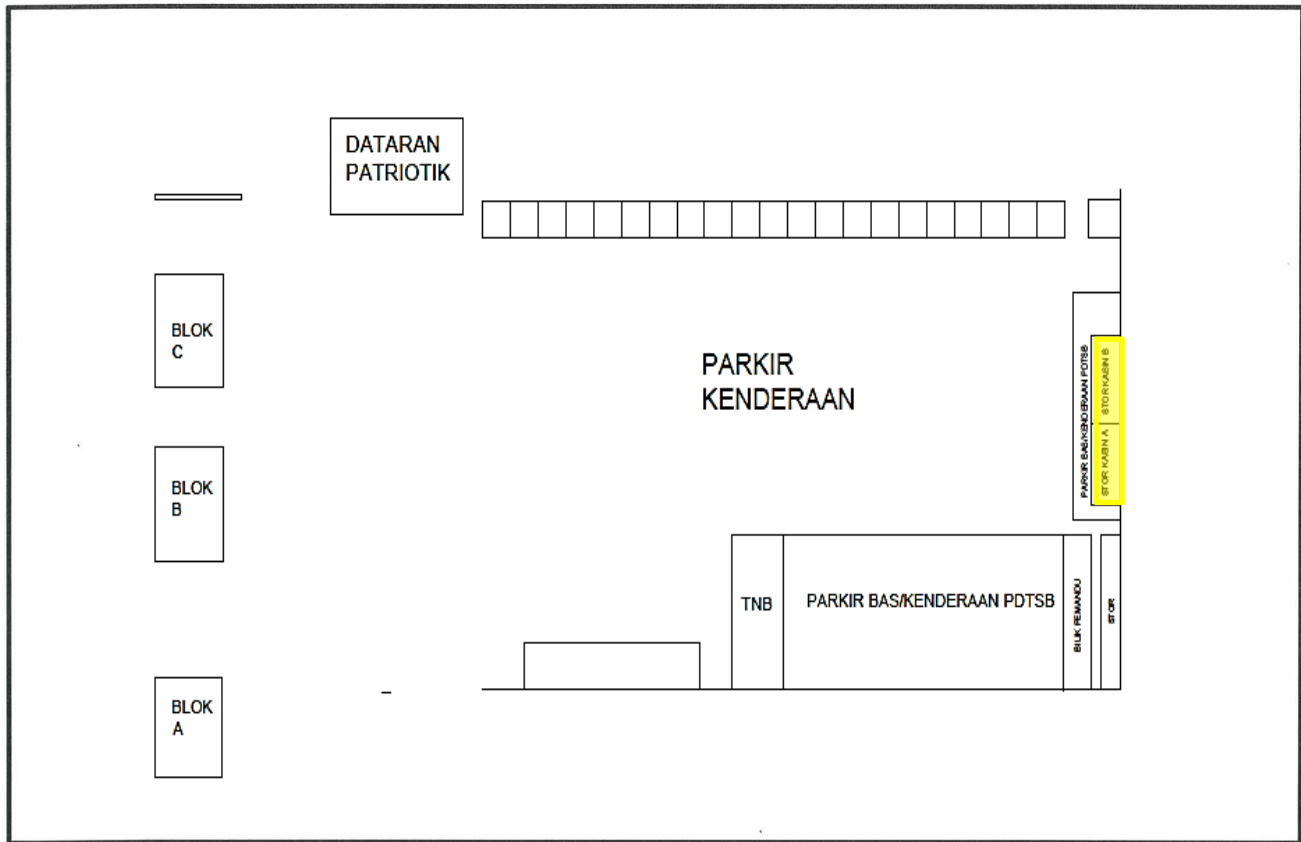 DATARAN
PATRIOTIK
BLOK
C
PARKIR
KENDERAAN
PARKIR BAS/KENDERAAN PDTSB
STOR KABIN B
STOR KABIN A
BLOK
B
TNB
PARKIR BAS/KENDERAAN PDTSB
BILIK PEMANDU
STOR
BLOK
A